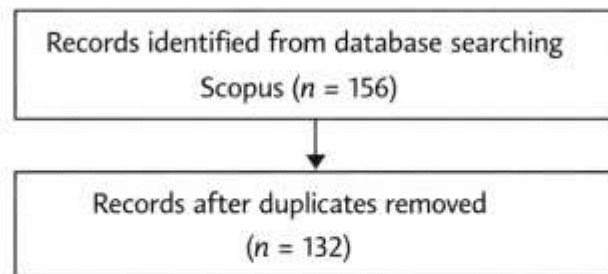 Records identified from database searching
Scopus (n = 156)
Records after duplicates removed
(n = 132)